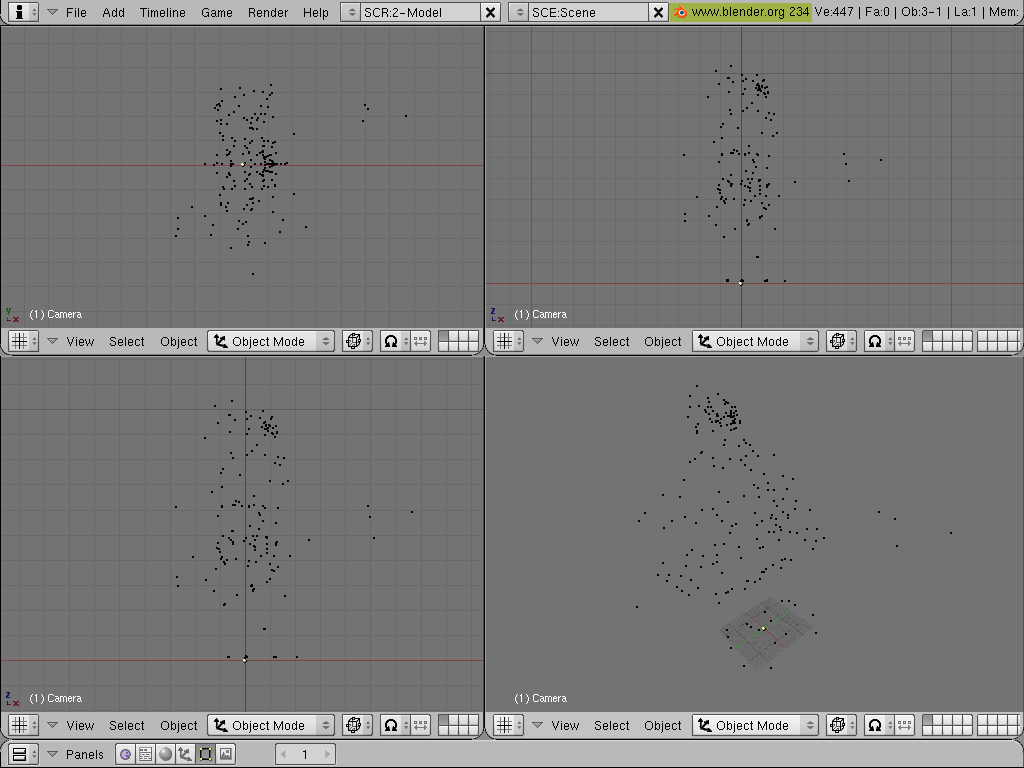 File Add Timeline Game Render Help SCR:2-Model SCE:Scene www.blender.org 234 Ve:447 | Fa:0 | Ob:3-1 | La:1 | Mem:
y x (1) Camera
z x (1) Camera
View Select Object Object Mode
View Select Object Object Mode
z x (1) Camera
(1) Camera
View Select Object Object Mode
View Select Object Object Mode
Panels 1